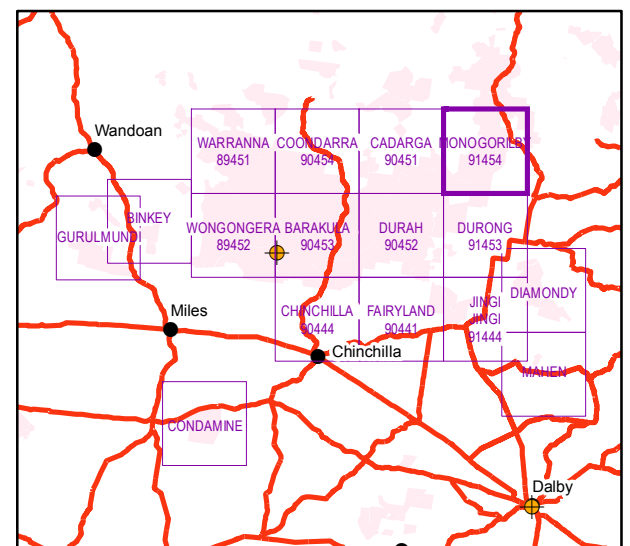 Wandoan
WARRANNA
89451
COONDARRA
90454
CADARGA
90451
MONOGORILBY
91454
BINKEY
GURULMUNDI
WONGONGERA
89452
BARAKULA
90453
DURAH
90452
DURONG
91453
DIAMONDY
Miles
CHINCHILLA
90444
FAIRYLAND
90441
JINGI
JINGI
91444
Chinchilla
MAHEN
CONDAMINE
Dalby